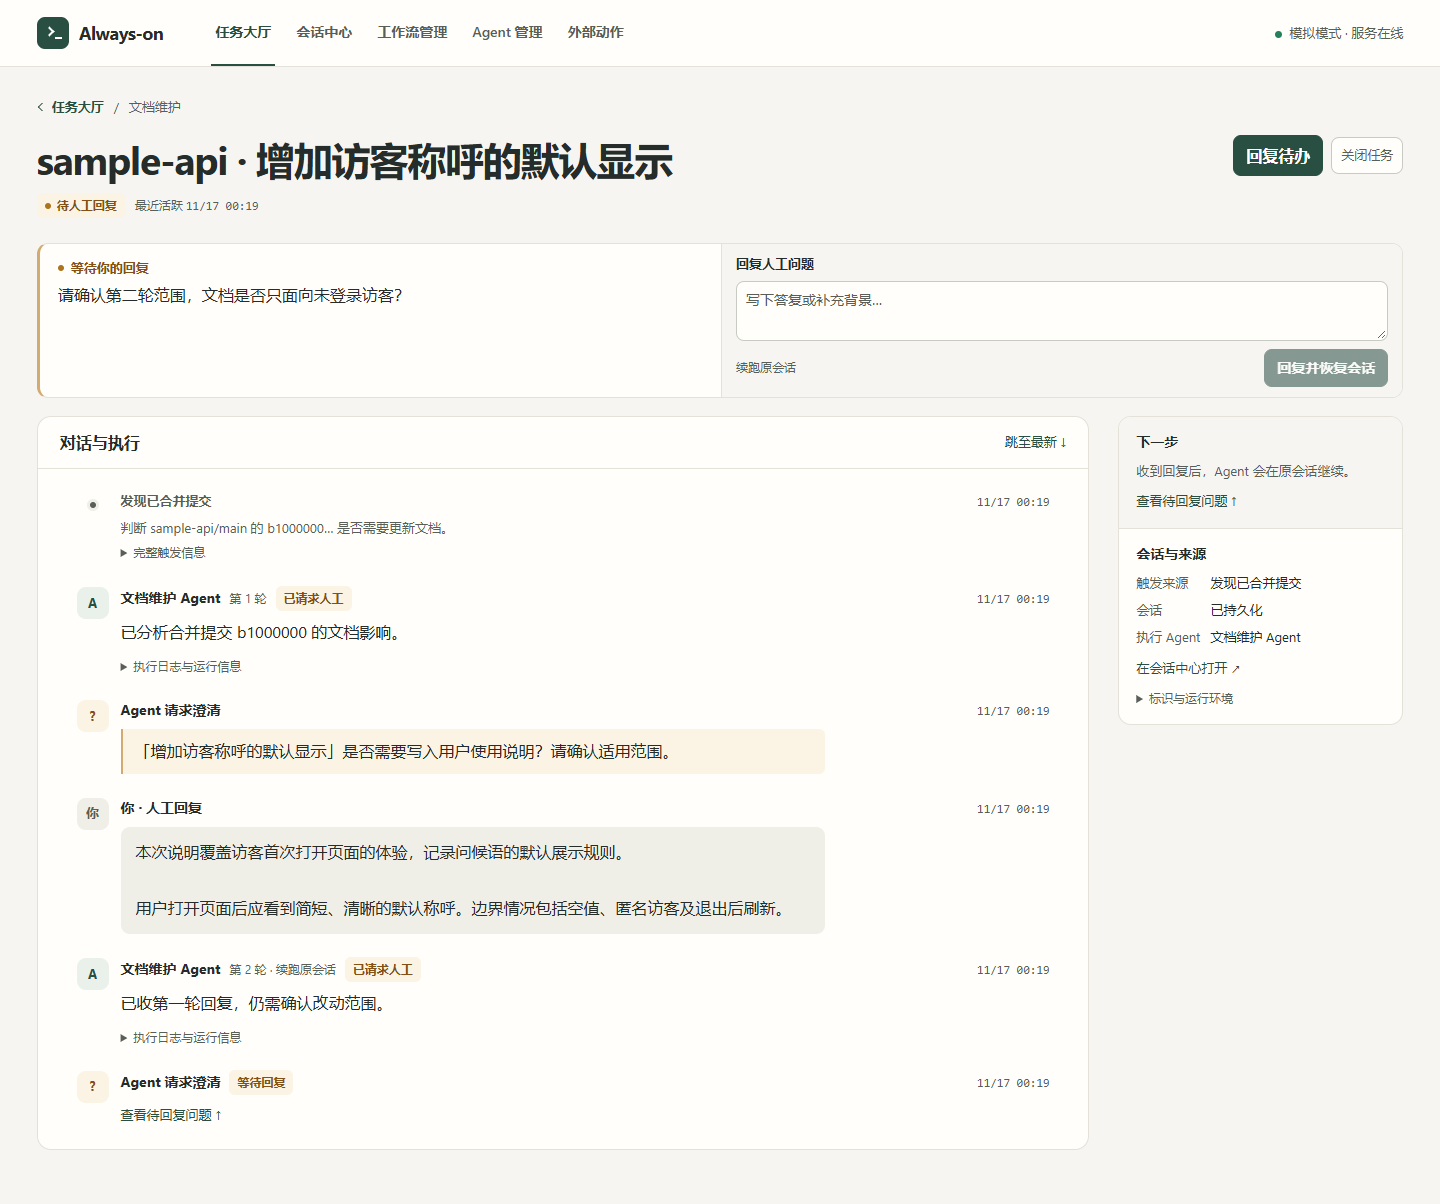 Always-on
任务大厅
会话中心
工作流管理
Agent 管理
外部动作
模拟模式 · 服务在线
‹ 任务大厅 / 文档维护
sample-api · 增加访客称呼的默认显示
回复待办
关闭任务
待人工回复
最近活跃 11/17 00:19
等待你的回复
请确认第二轮范围，文档是否只面向未登录访客？
回复人工问题
写下答复或补充背景...
续跑原会话
回复并恢复会话
对话与执行
跳至最新 ↓
发现已合并提交
11/17 00:19
判断 sample-api/main 的 b1000000... 是否需要更新文档。
▶ 完整触发信息
A
文档维护 Agent 第 1 轮 已请求人工
11/17 00:19
已分析合并提交 b1000000 的文档影响。
▶ 执行日志与运行信息
?
Agent 请求澄清
11/17 00:19
「增加访客称呼的默认显示」是否需要写入用户使用说明？请确认适用范围。
你
你 · 人工回复
11/17 00:19
本次说明覆盖访客首次打开页面的体验，记录问候语的默认展示规则。
用户打开页面后应看到简短、清晰的默认称呼。边界情况包括空值、匿名访客及退出后刷新。
A
文档维护 Agent 第 2 轮 · 续跑原会话 已请求人工
11/17 00:19
已收第一轮回复，仍需确认改动范围。
▶ 执行日志与运行信息
?
Agent 请求澄清 等待回复
11/17 00:19
查看待回复问题 ↑
下一步
收到回复后，Agent 会在原会话继续。
查看待回复问题 ↑
会话与来源
触发来源 发现已合并提交
会话 已持久化
执行 Agent 文档维护 Agent
在会话中心打开 ↗
▶ 标识与运行环境